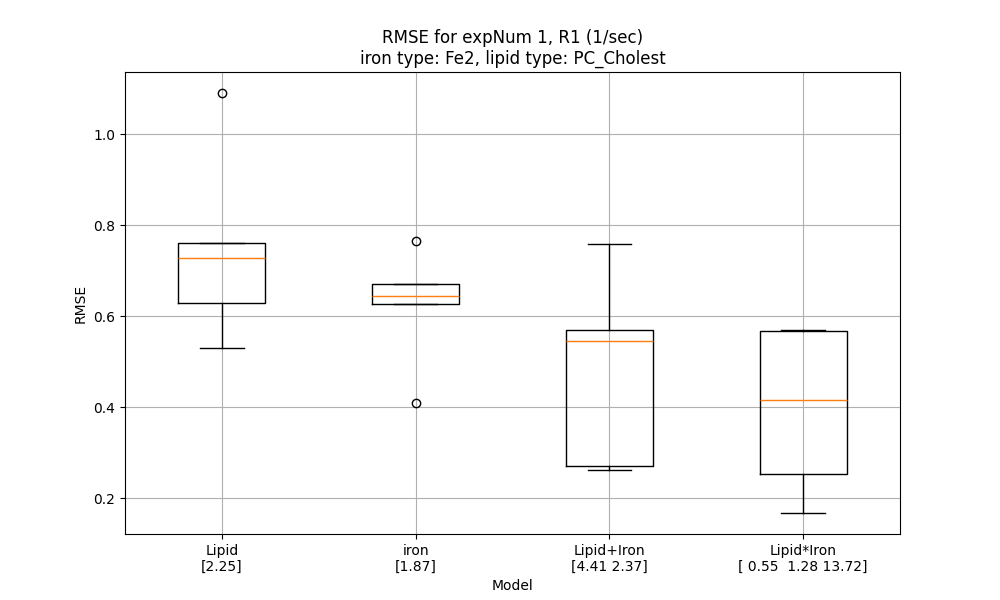 RMSE for expNum 1, R1 (1/sec)
iron type: Fe2, lipid type: PC_Cholest
1.0
0.8
0.6
0.4
0.2
RMSE
Lipid
[2.25]
iron
[1.87]
Lipid+Iron
[4.41 2.37]
Lipid*Iron
[ 0.55  1.28 13.72]
Model